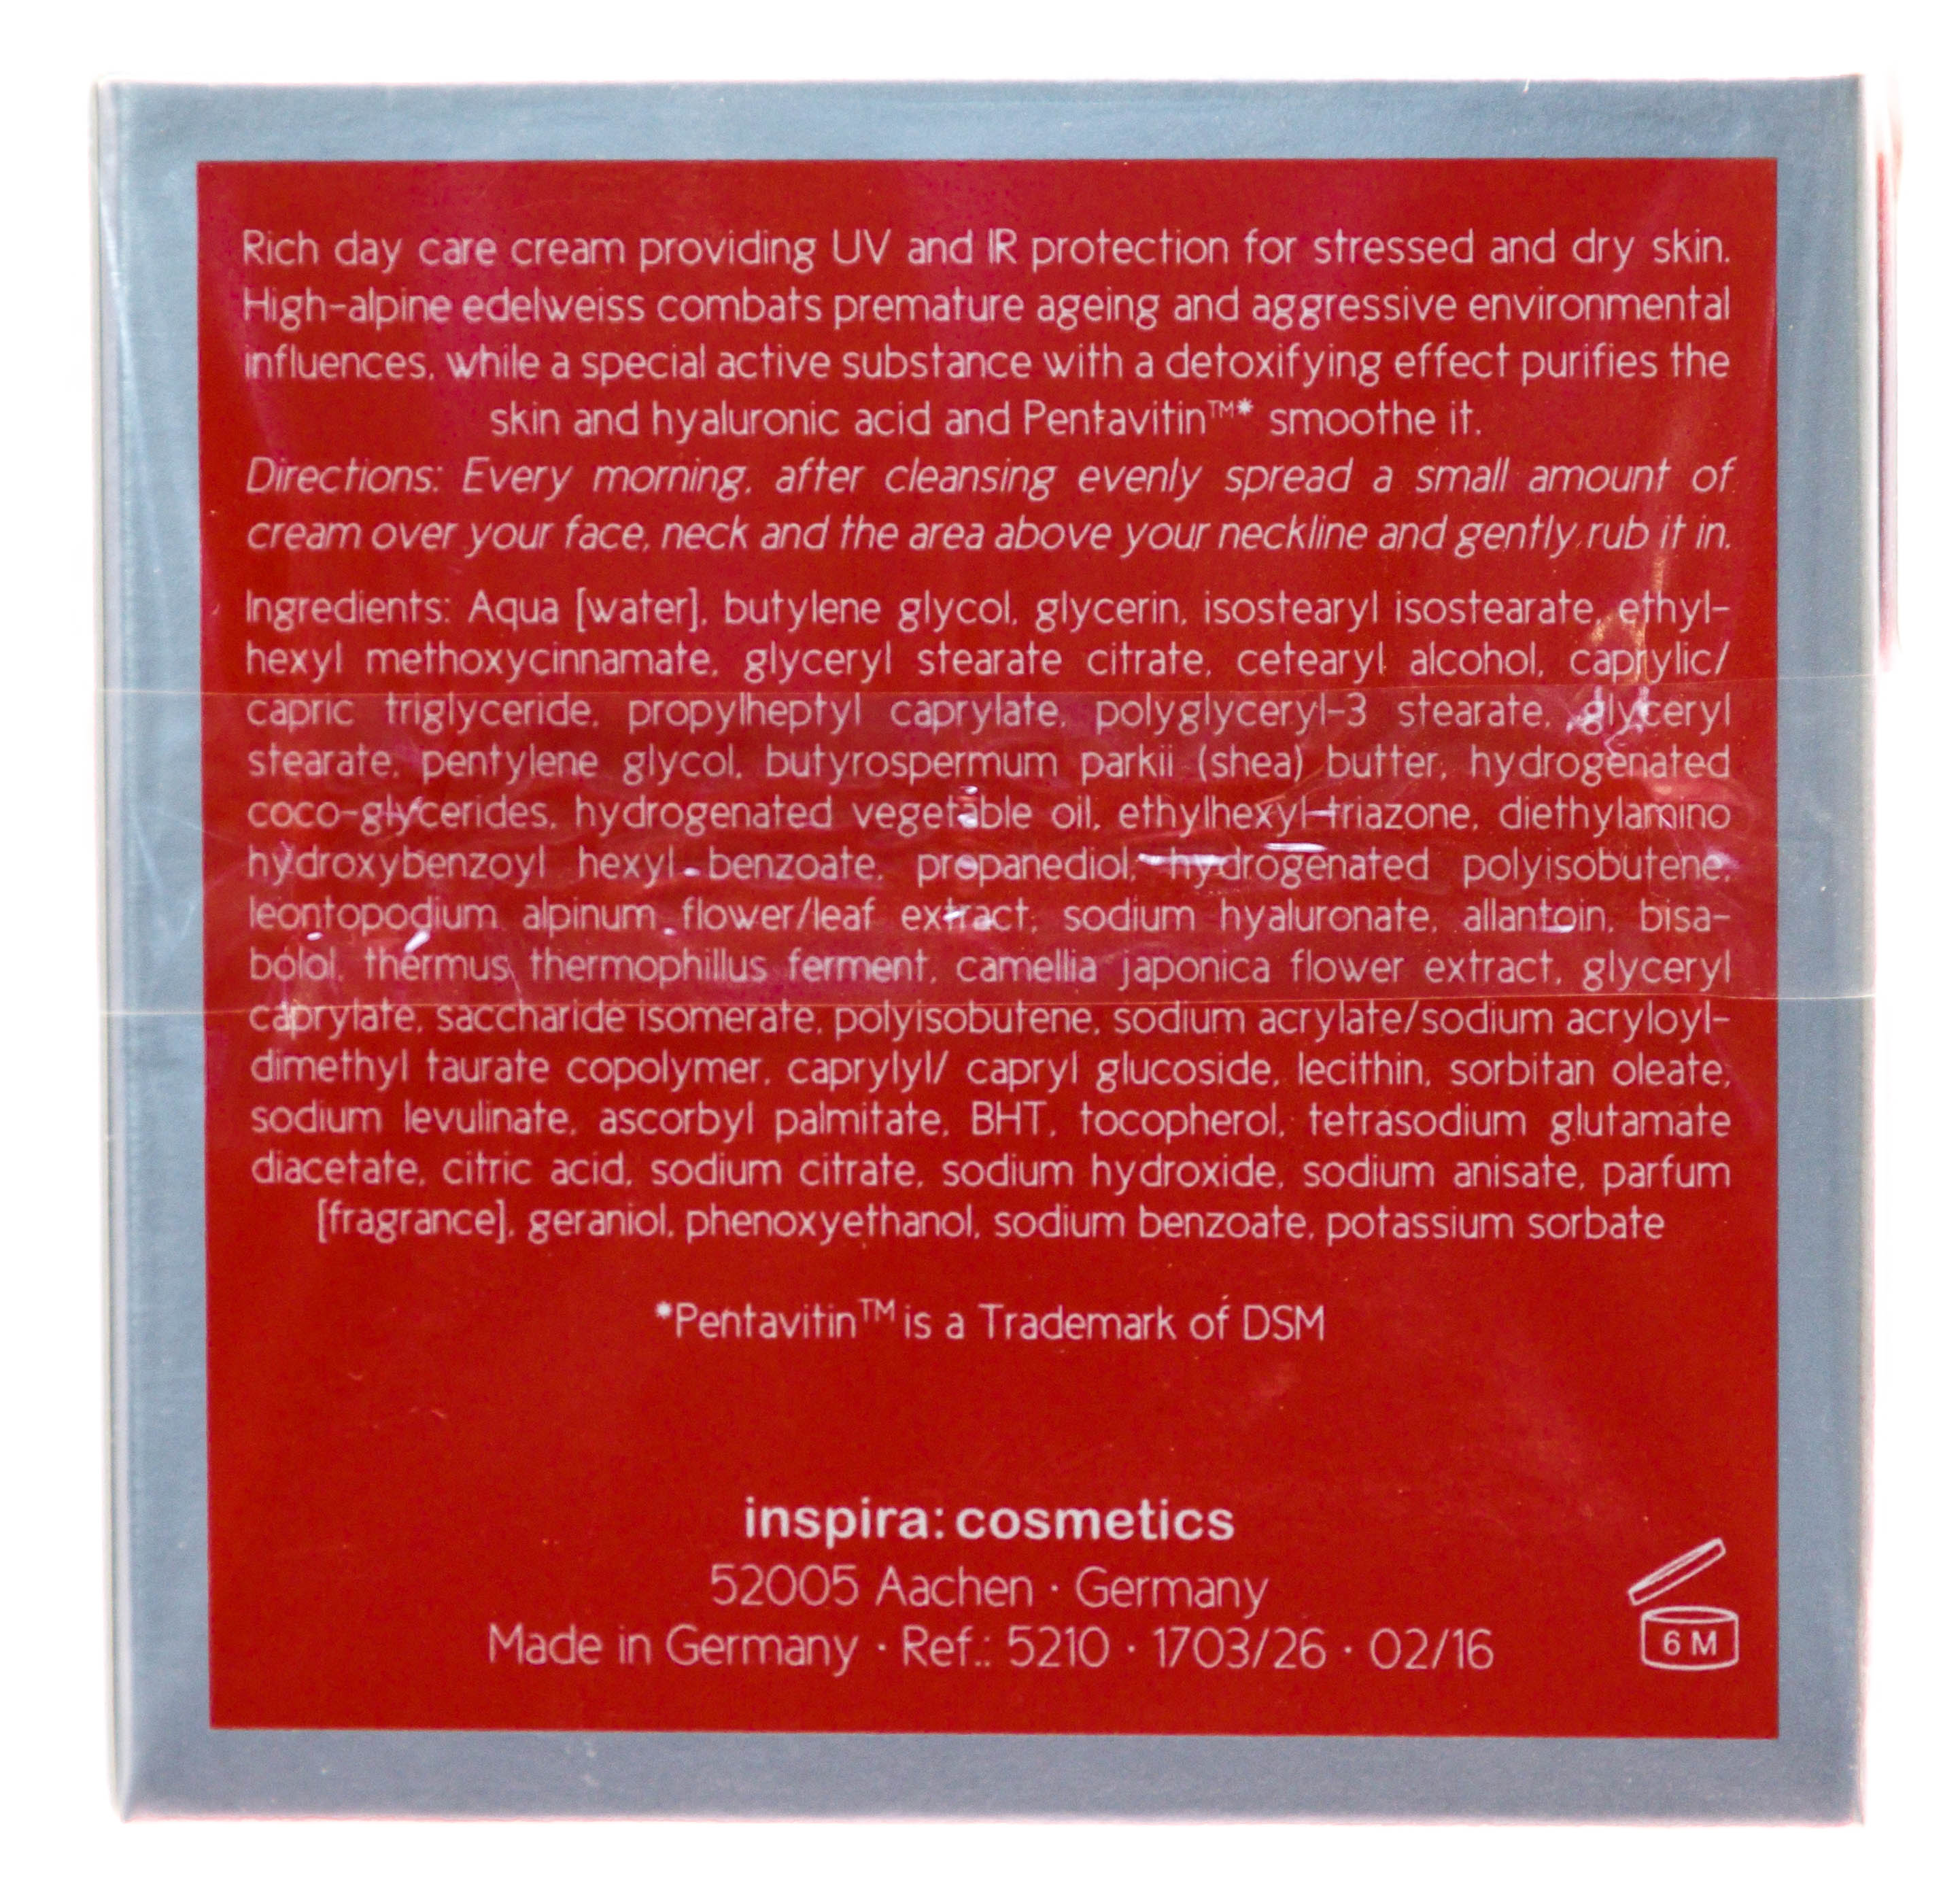 Rich day care cream providing UV and IR protection for stressed and dry skin.
High-alpine edelweiss combats premature ageing and aggressive environmental
influences, while a special active substance with a detoxifying effect purifies the
skin and hyaluronic acid and Pentavitin™* smoothe it.
Directions: Every morning, after cleansing evenly spread a small amount of
cream over your face, neck and the area above your neckline and gently rub it in.
Ingredients: Aqua [water], butylene glycol, glycerin, isostearyl isostearate, ethyl-
hexyl methoxycinnamate, glyceryl stearate citrate, cetearyl alcohol, caprylic/
capric triglyceride, propylheptyl caprylate, polyglyceryl-3 stearate, glyceryl
stearate, pentylene glycol, butyrospermum parkii (shea) butter, hydrogenated
coco-glycerides, hydrogenated vegetable oil, ethylhexyl triazone, diethylamino
hydroxybenzoyl hexyl benzoate, propanediol, hydrogenated polyisobutene,
leontopodium alpinum flower/leaf extract, sodium hyaluronate, allantoin, bisa-
bolol, thermus thermophillus ferment, camellia japonica flower extract, glyceryl
caprylate, saccharide isomerate, polyisobutene, sodium acrylate/sodium acryloyl-
dimethyl taurate copolymer, caprylyl/ capryl glucoside, lecithin, sorbitan oleate,
sodium levulinate, ascorbyl palmitate, BHT, tocopherol, tetrasodium glutamate
diacetate, citric acid, sodium citrate, sodium hydroxide, sodium anisate, parfum
[fragrance], geraniol, phenoxyethanol, sodium benzoate, potassium sorbate
*Pentavitin™ is a Trademark of DSM
inspira: cosmetics
52005 Aachen · Germany
Made in Germany · Ref.: 5210 · 1703/26 · 02/16
6 M